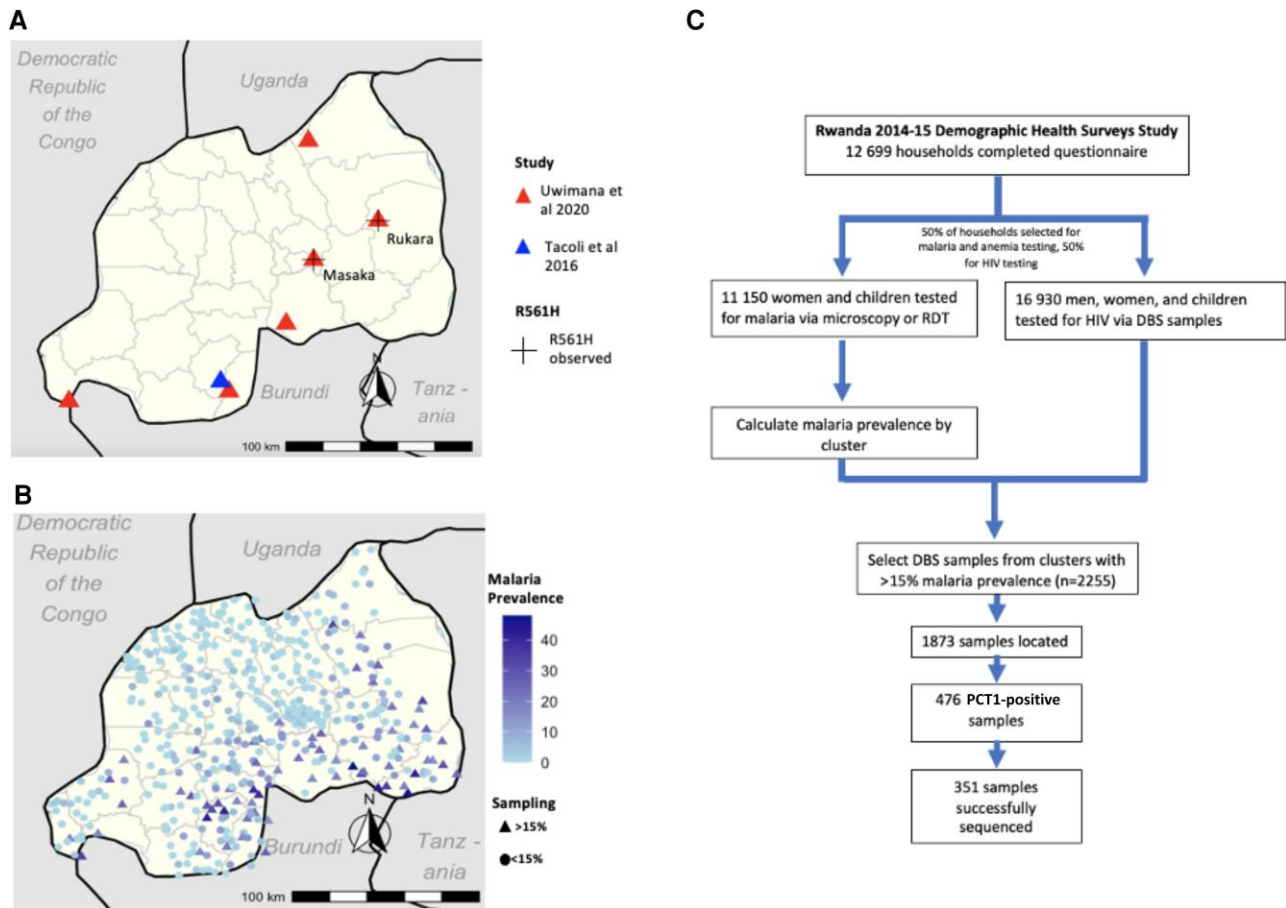 A
Democratic
Republic
of the
Congo
Uganda
Rukara
Masaka
Burundi
N
Tanz -
ania
100 km
Study
Uwimana et
al 2020
Tacoli et al
2016
R561H
R561H
observed
B
Democratic
Republic
of the
Congo
Uganda
Burundi
N
Tanz -
ania
100 km
Malaria
Prevalence
40
30
20
10
0
Sampling
>15%
<15%
C
Rwanda 2014-15 Demographic Health Surveys Study
12 699 households completed questionnaire
50% of households selected for
malaria and anemia testing, 50%
for HIV testing
11 150 women and children tested
for malaria via microscopy or RDT
16 930 men, women, and children
tested for HIV via DBS samples
Calculate malaria prevalence by
cluster
Select DBS samples from clusters with
>15% malaria prevalence (n=2255)
1873 samples located
476 PCT1-positive
samples
351 samples
successfully
sequenced